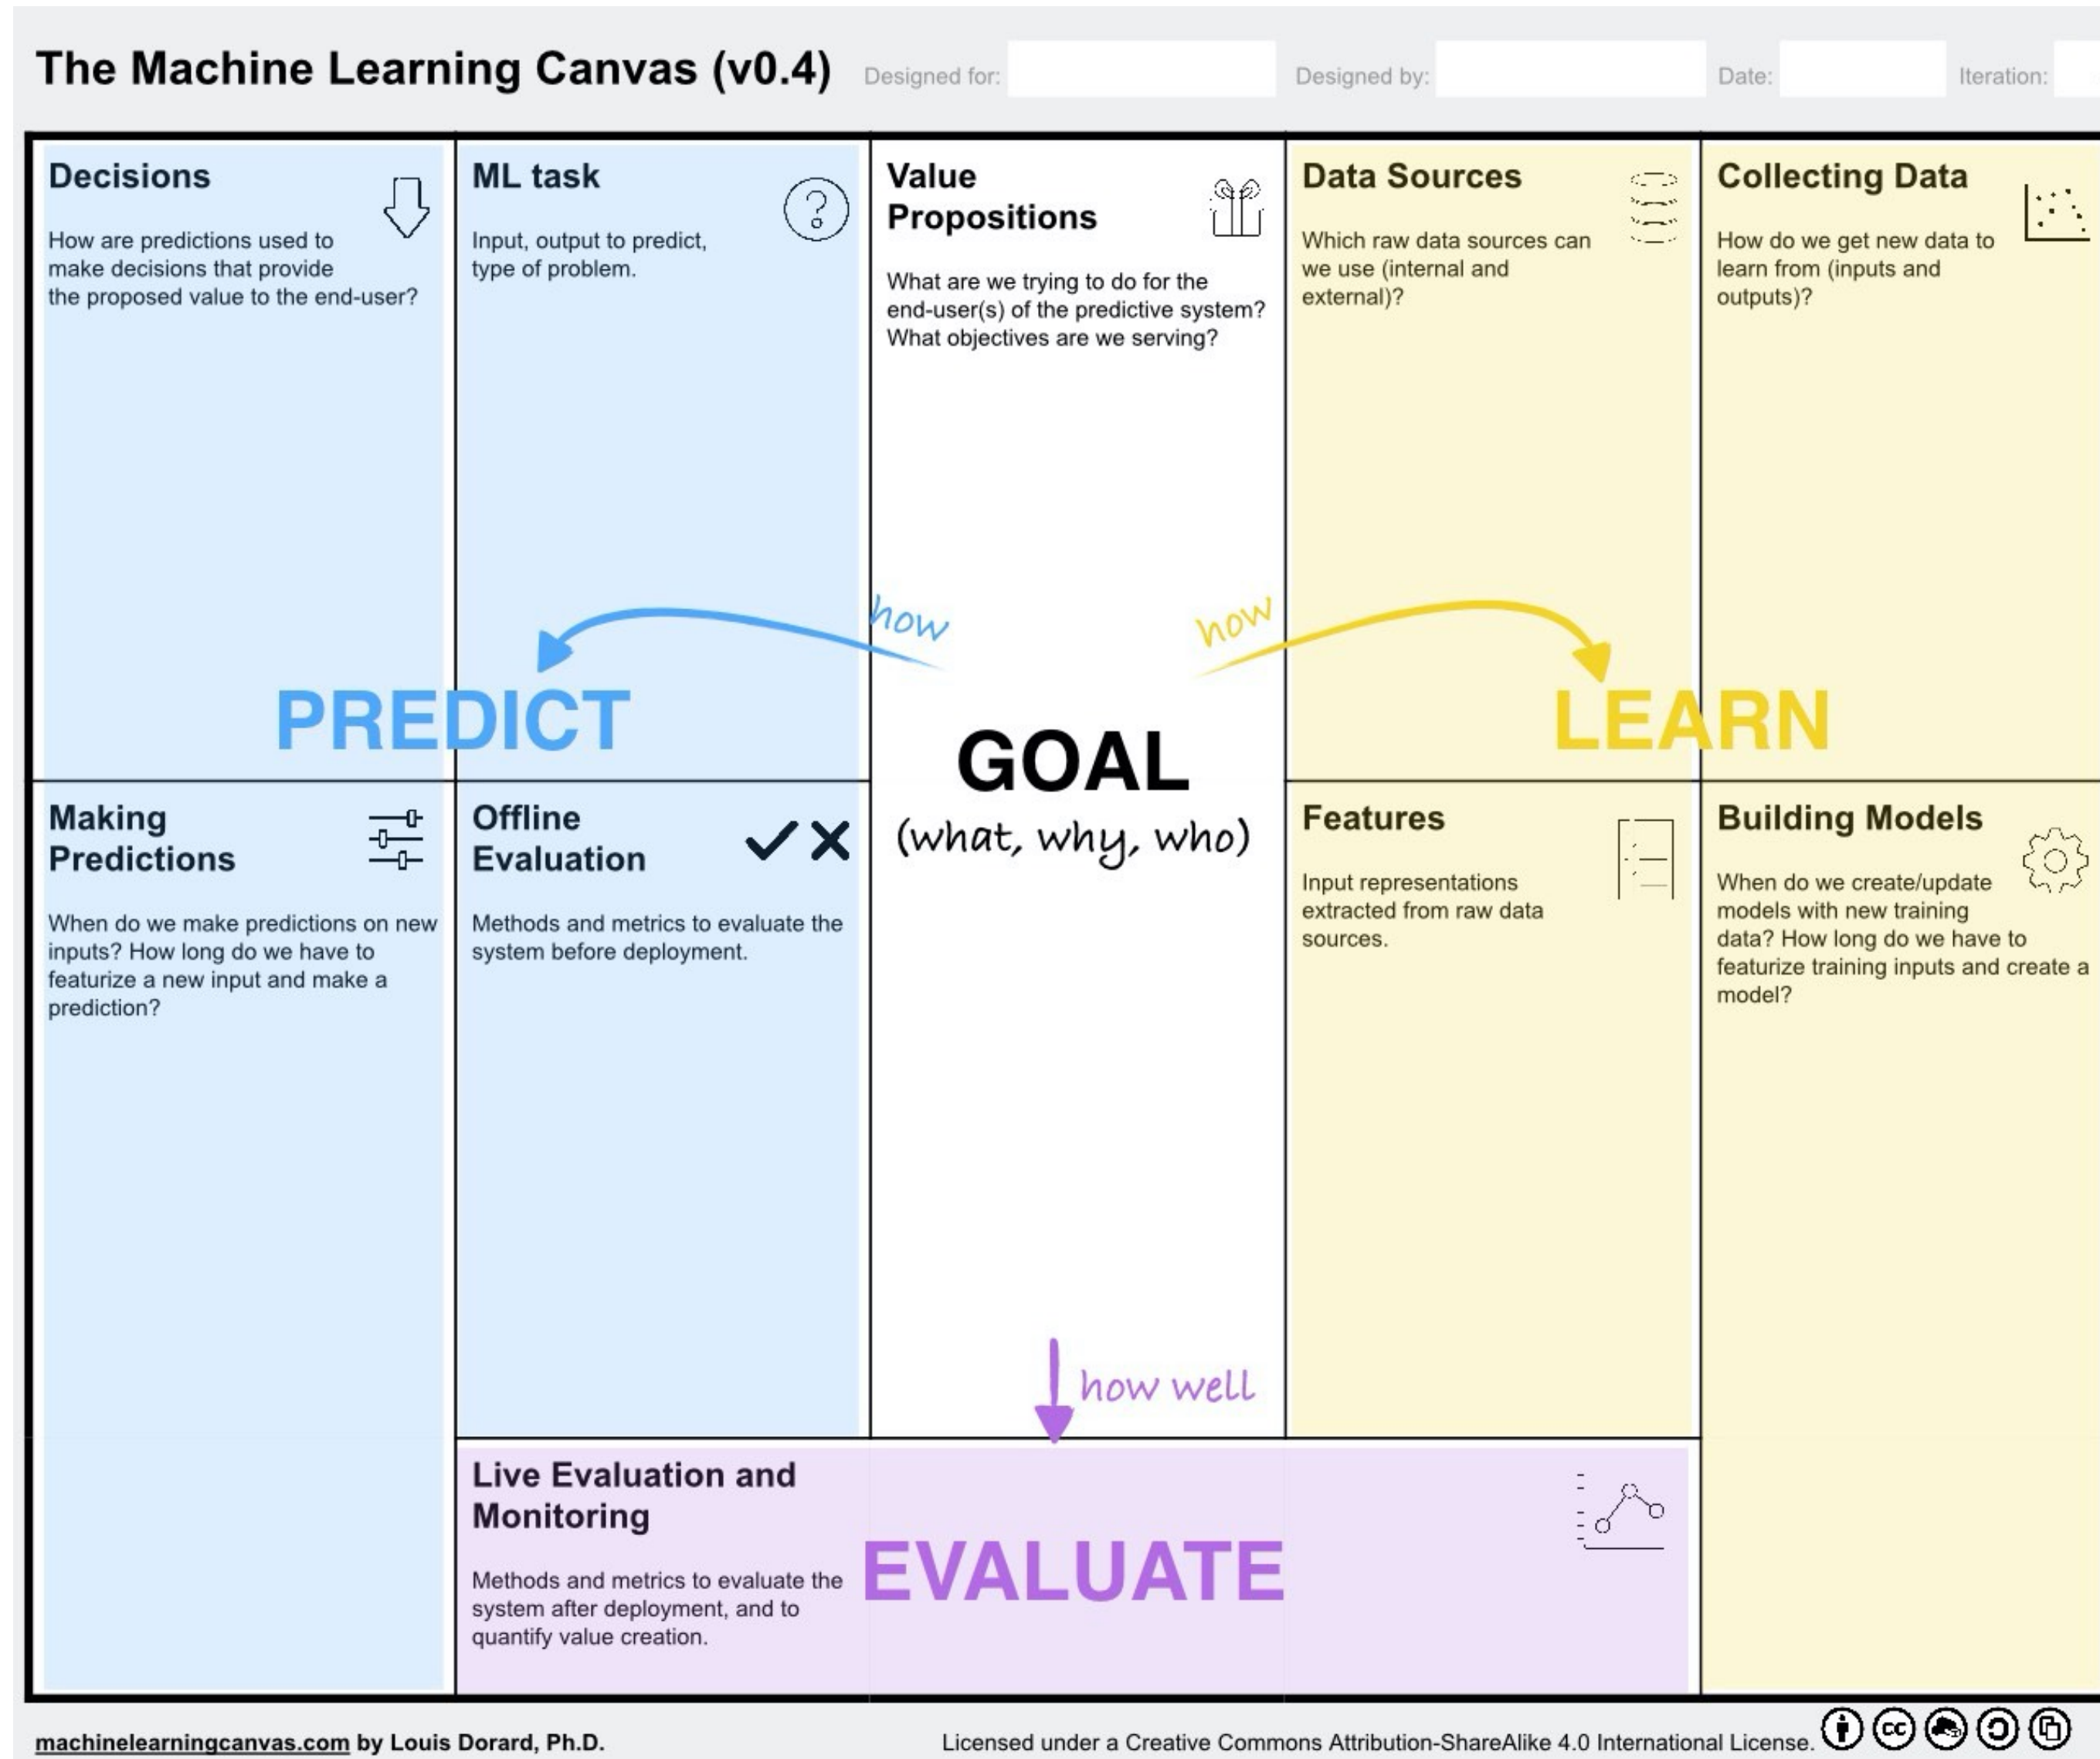 The Machine Learning Canvas (v0.4)
Designed for:
Designed by:
Date:
Iteration:
Decisions
How are predictions used to
make decisions that provide
the proposed value to the end-user?
ML task
Input, output to predict,
type of problem.
Value
Propositions
What are we trying to do for the
end-user(s) of the predictive system?
What objectives are we serving?
Data Sources
Which raw data sources can
we use (internal and
external)?
Collecting Data
How do we get new data to
learn from (inputs and
outputs)?
how
how
PREDICT
LEARN
GOAL
(what, why, who)
Making
Predictions
When do we make predictions on new
inputs? How long do we have to
featurize a new input and make a
prediction?
Offline
Evaluation
Methods and metrics to evaluate the
system before deployment.
Features
Input representations
extracted from raw data
sources.
Building Models
When do we create/update
models with new training
data? How long do we have to
featurize training inputs and create a
model?
how well
Live Evaluation and
Monitoring
Methods and metrics to evaluate the
system after deployment, and to
quantify value creation.
EVALUATE
machinelearningcanvas.com by Louis Dorard, Ph.D.
Licensed under a Creative Commons Attribution-ShareAlike 4.0 International License.
cc